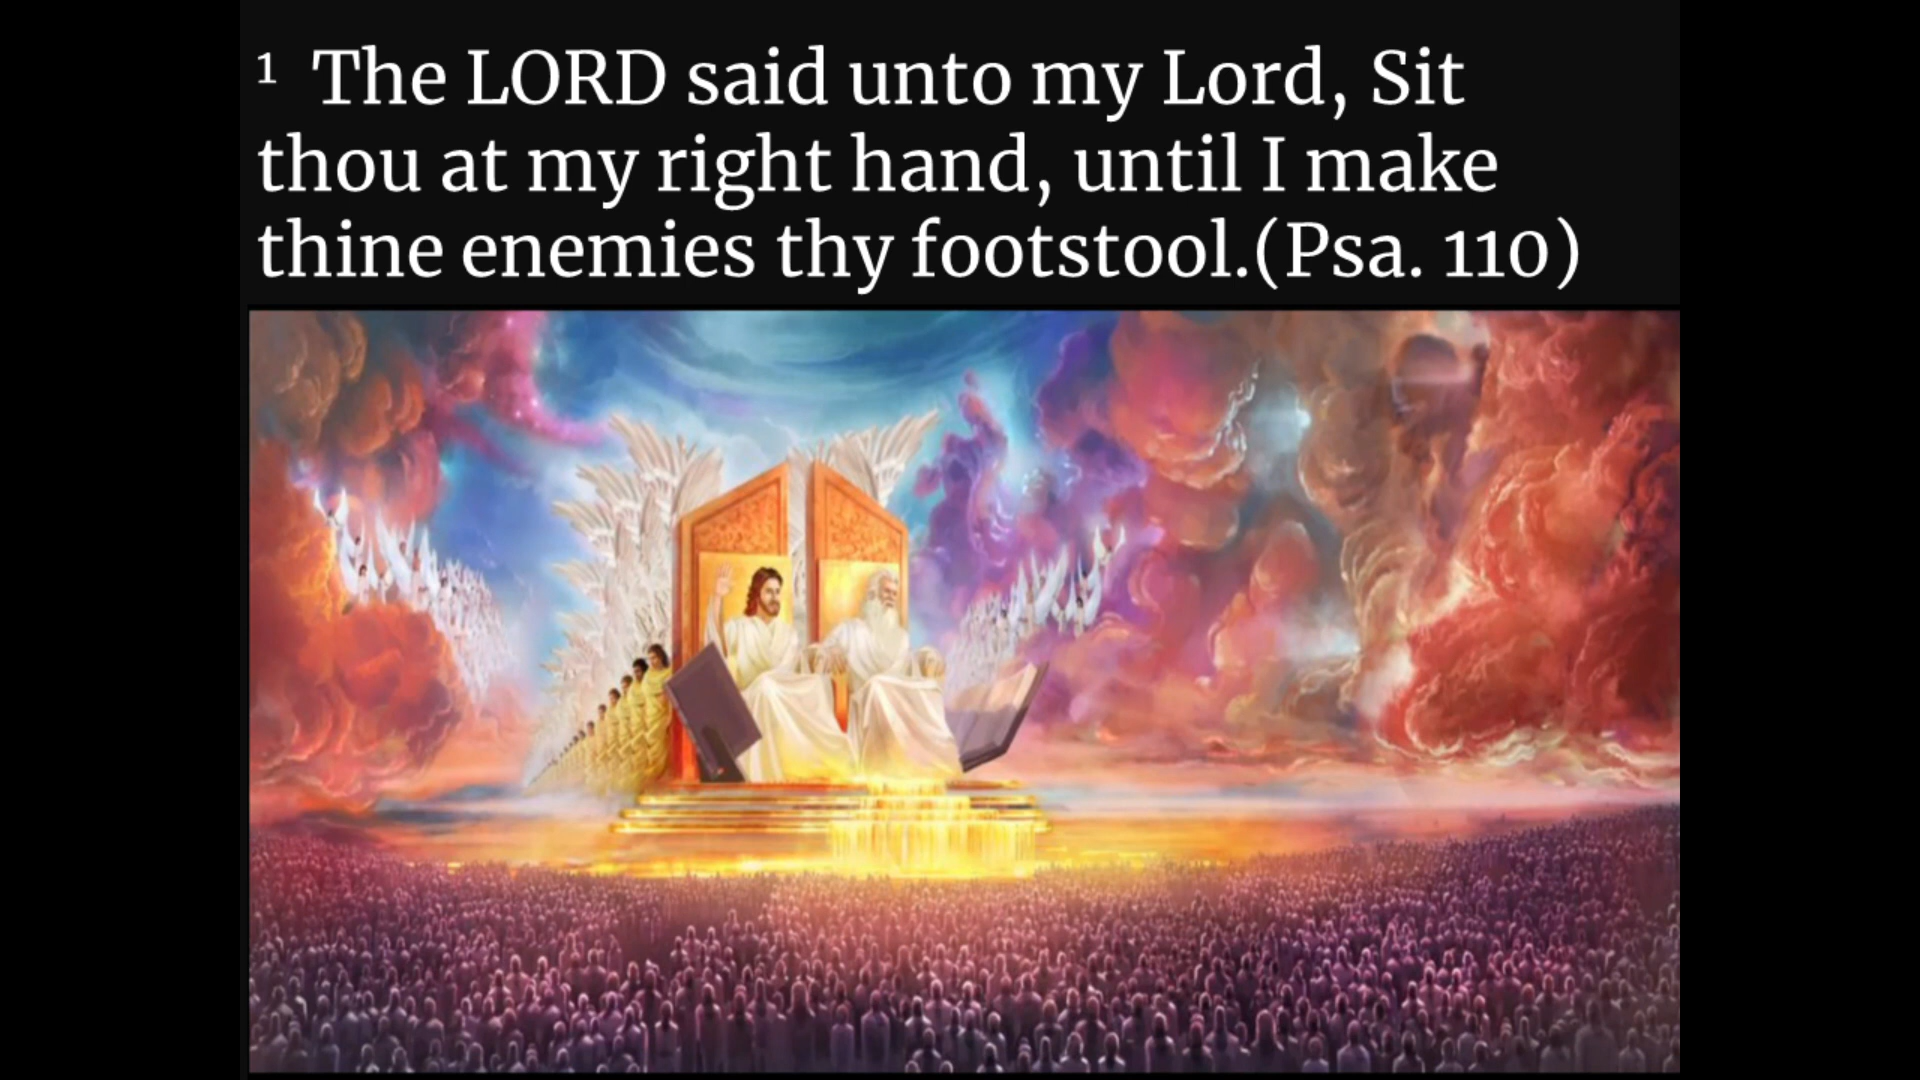 1 The LORD said unto my Lord, Sit
thou at my right hand, until I make
thine enemies thy footstool.(Psa. 110)